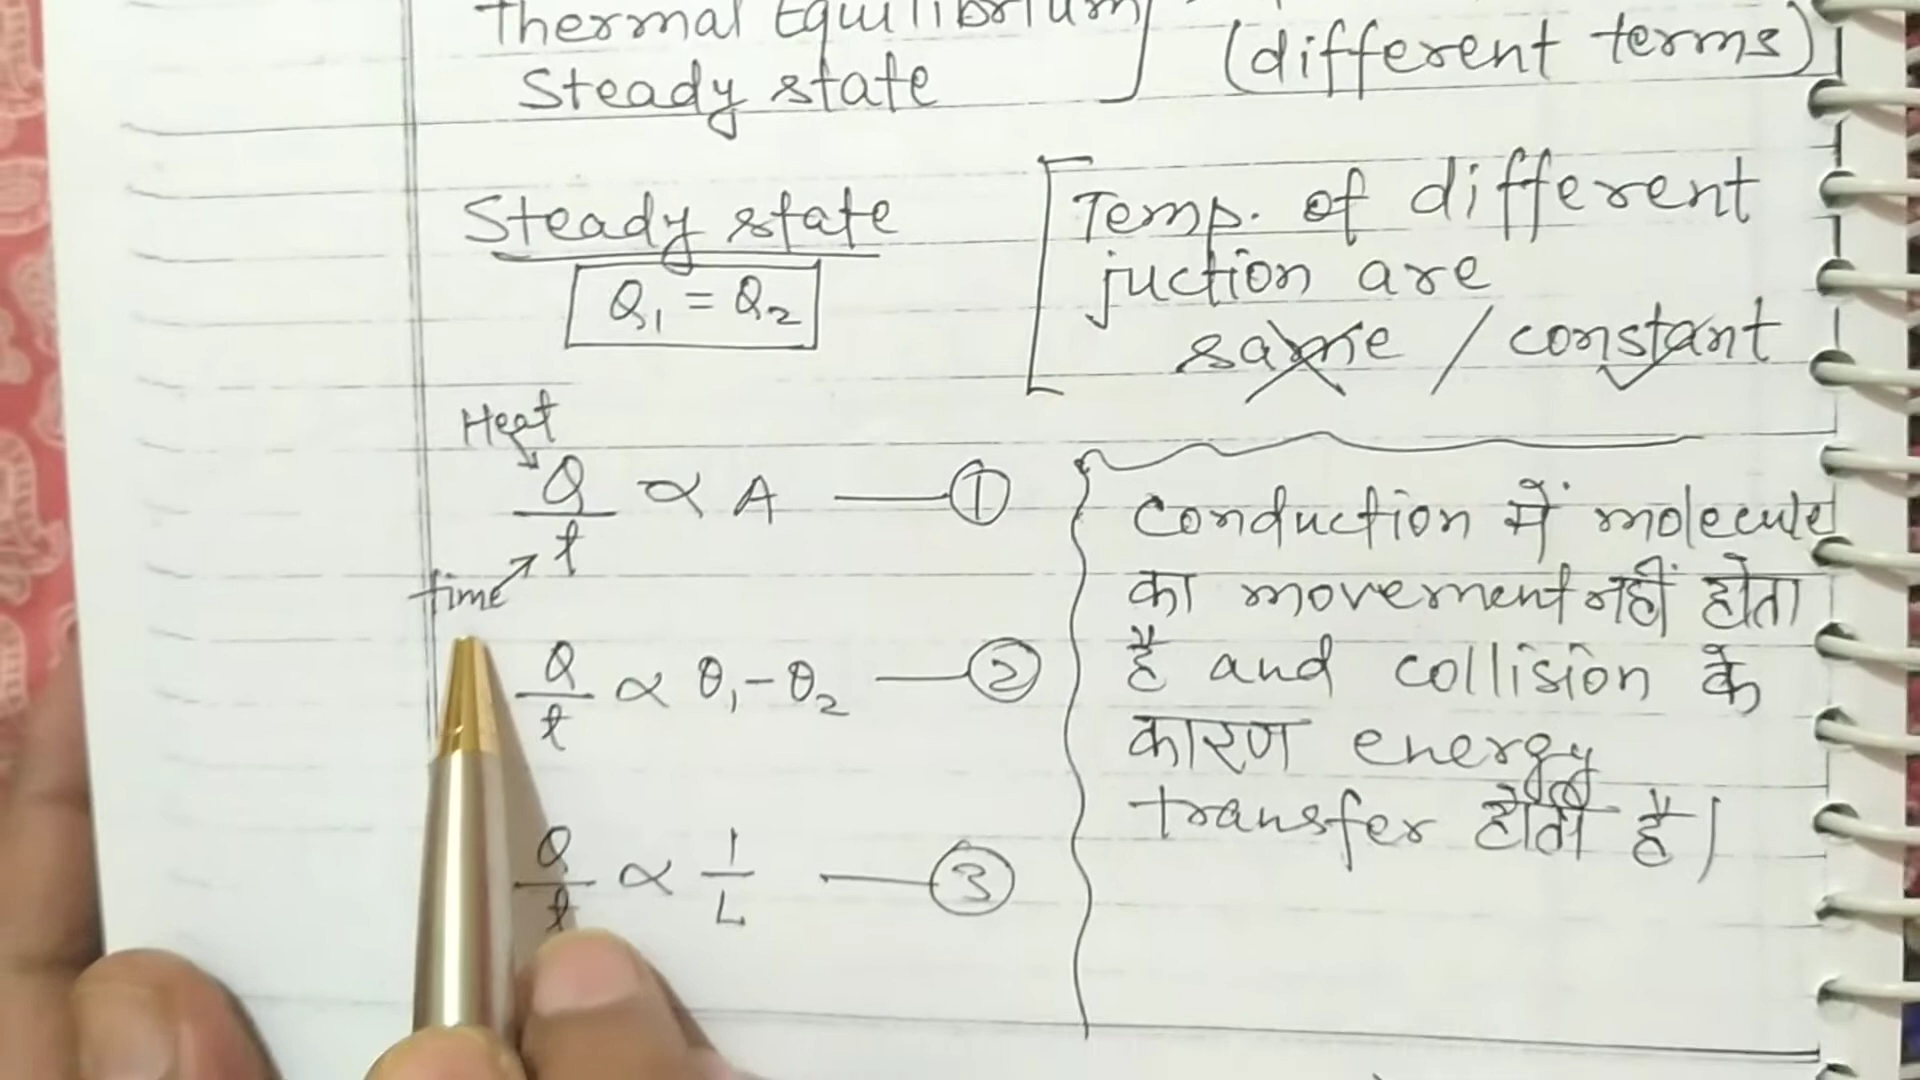 Thermal Equilibrium
(different terms)
Steady state
Steady state
Q₁ = Q₂
Temp. of different
juction are
same / constant
Heat
Q/t ∝ A — ①
time
Q/t ∝ θ₁ - θ₂ — ②
Q/t ∝ 1/L — ③
Conduction में molecule
का movement नहीं होता
है and collision के
कारण energy
transfer होती है।